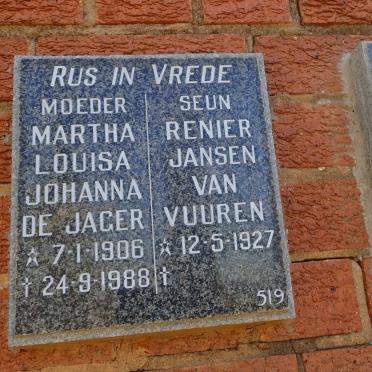 RUS IN VREDE
MOEDER
MARTHA
LOUISA
JOHANNA
DE JAGER
☆ 7-1-1906
† 24-9-1988
SEUN
RENIER
JANSEN
VAN
VUUREN
☆ 12-5-1927
†
519